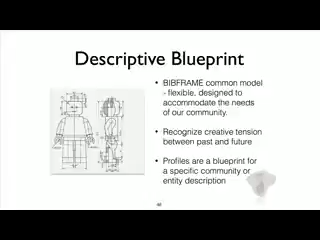 Descriptive Blueprint
• BIBFRAME common model
- flexible, designed to
accommodate the needs
of our community.
• Recognize creative tension
between past and future
• Profiles are a blueprint for
a specific community or
entity description